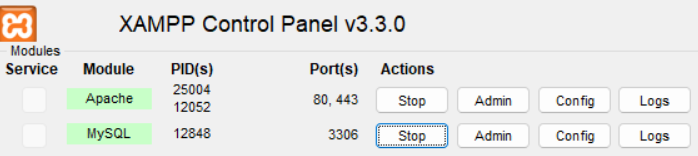 XAMPP Control Panel v3.3.0
Modules
Service Module PID(s) Port(s) Actions
Apache 25004 12052 80, 443 Stop Admin Config Logs
MySQL 12848 3306 Stop Admin Config Logs